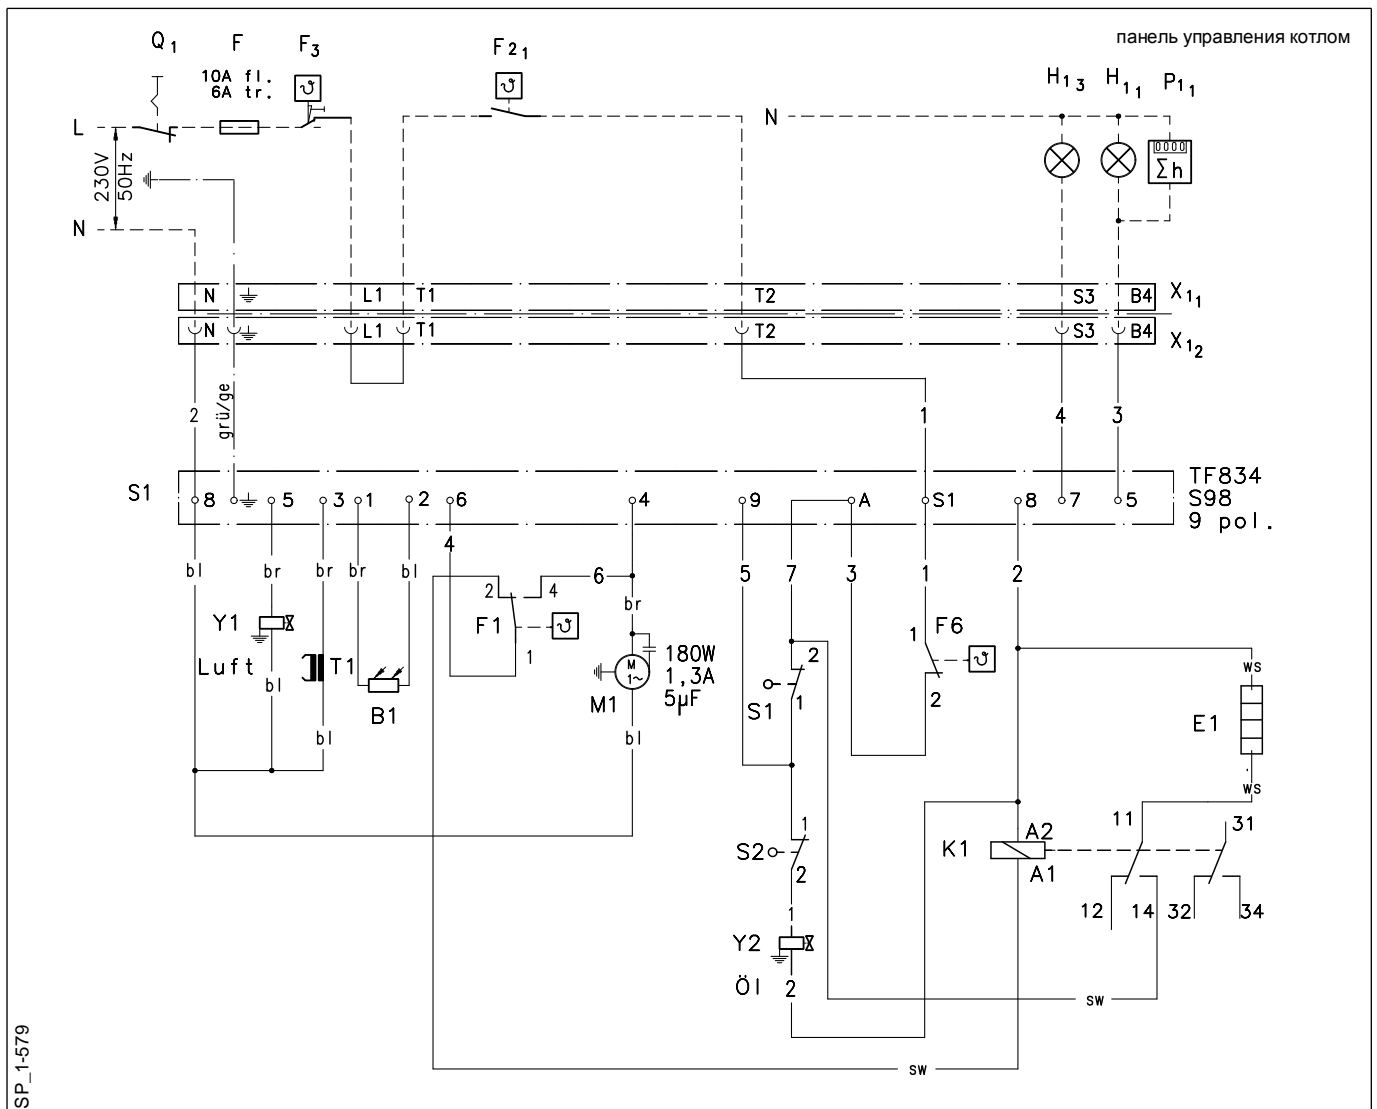 панель управления котлом
Q1 F F3 F21 H13 H11 P11
10A fl.
6A tr.
ϑ ϑ
L N
0000
Σh
230V
50Hz
N
N L1 T1 T2 S3 B4 X11
N L1 T1 T2 S3 B4 X12
2 grü/ge 1 4 3
S1 8 5 3 1 2 6 4 9 A S1 8 7 5
TF834
S98
9 pol.
4
bl br br br bl 2 4 6 5 7 3 1 2
br
Y1 F1 ϑ 1 F6 ϑ
Luft T1 bl 1 M 1~ 180W
1,3A
5µF
M1
2 ws
S1 1 2
B1 E1
bl bl
ws
11 31
1 A2
S2 K1
2 A1
12 14 32 34
1
Y2
Öl 2
sw
sw
SP_1-579